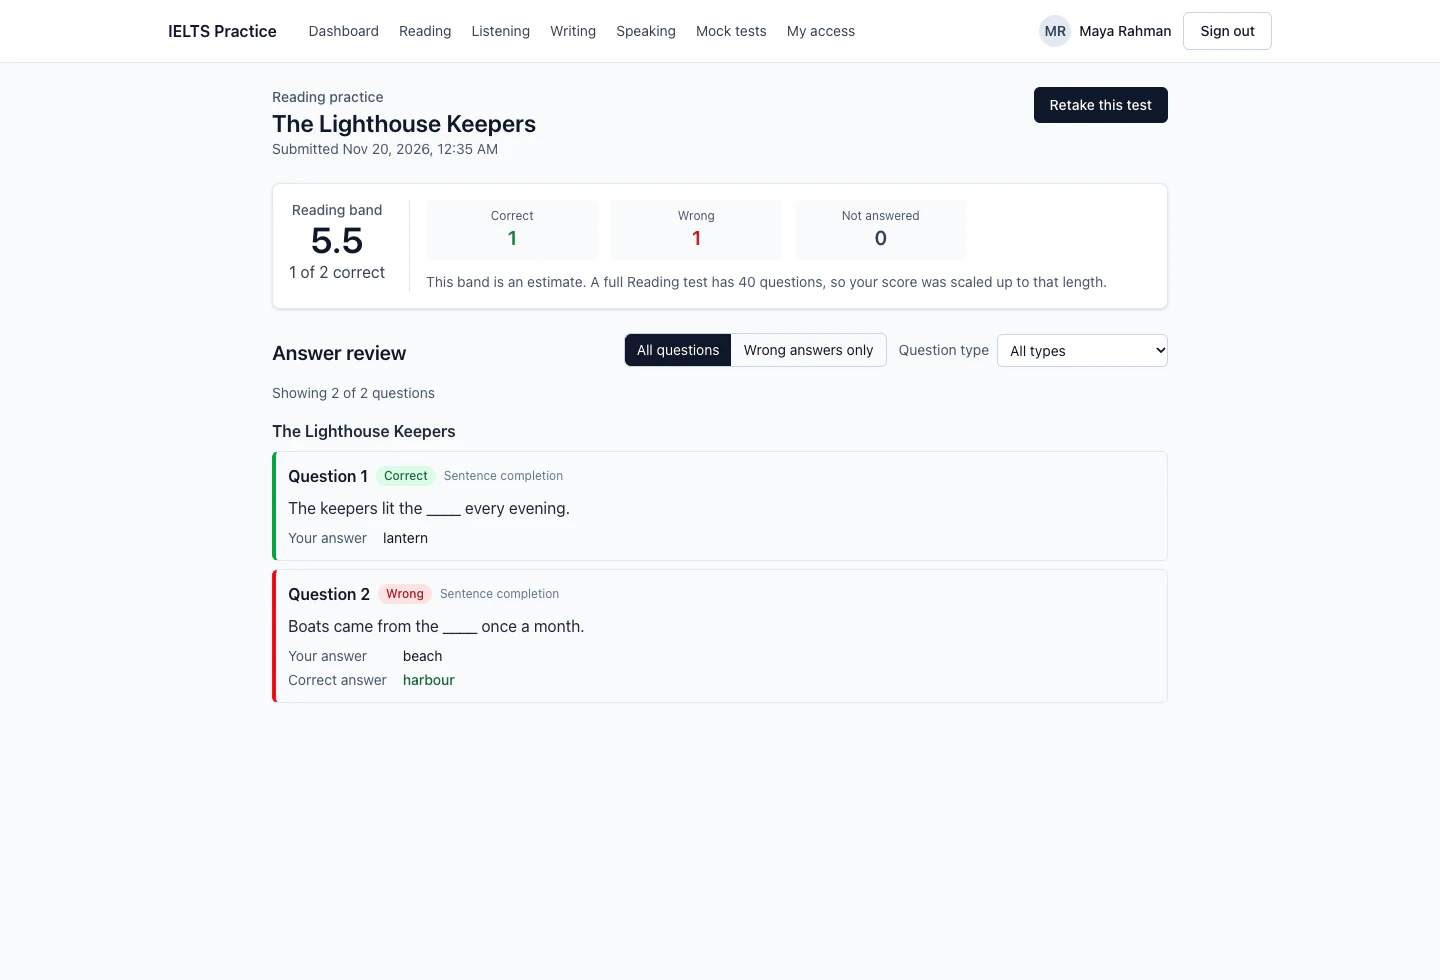 IELTS Practice
Dashboard
Reading
Listening
Writing
Speaking
Mock tests
My access
MR
Maya Rahman
Sign out
Reading practice
The Lighthouse Keepers
Submitted Nov 20, 2026, 12:35 AM
Retake this test
Reading band
5.5
1 of 2 correct
Correct
1
Wrong
1
Not answered
0
This band is an estimate. A full Reading test has 40 questions, so your score was scaled up to that length.
Answer review
All questions
Wrong answers only
Question type
All types
Showing 2 of 2 questions
The Lighthouse Keepers
Question 1 Correct Sentence completion
The keepers lit the _____ every evening.
Your answer lantern
Question 2 Wrong Sentence completion
Boats came from the _____ once a month.
Your answer beach
Correct answer harbour